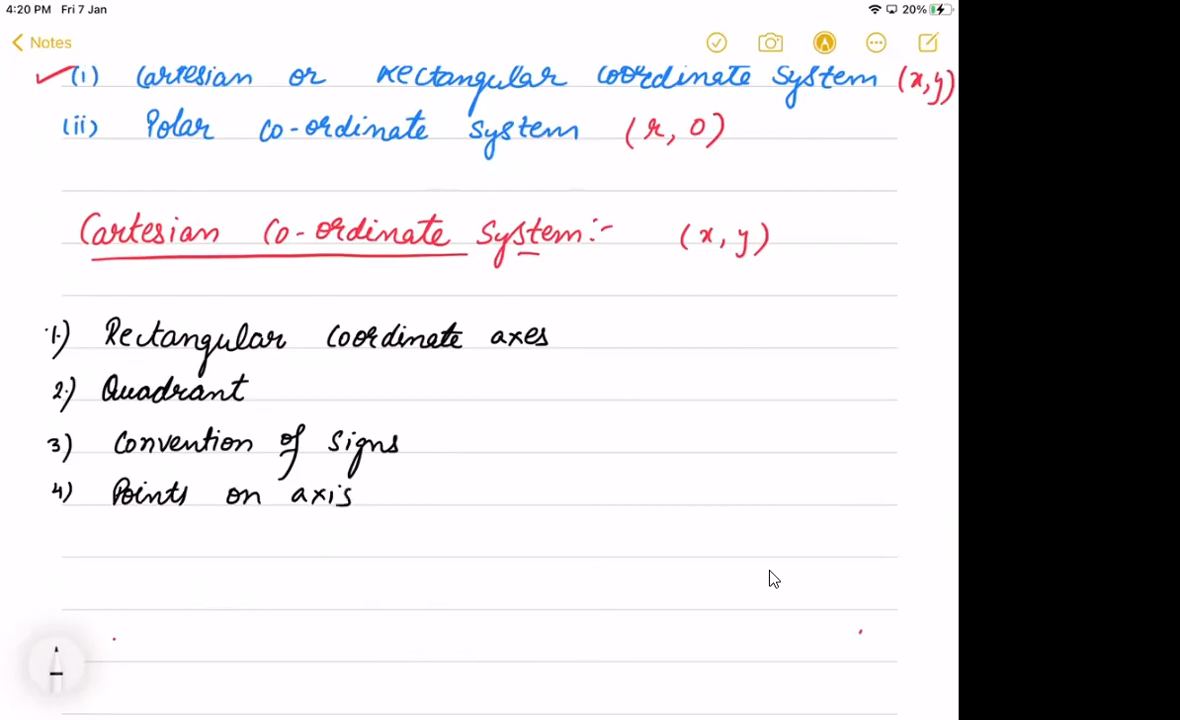 4:20 PM Fri 7 Jan 20%
Notes
(i) Cartesian or Rectangular coordinate system (x,y)
(ii) Polar co-ordinate system (r, 0)
Cartesian Co-ordinate System:- (x, y)
1.) Rectangular coordinate axes
2.) Quadrant
3) Convention of signs
4) Points on axis